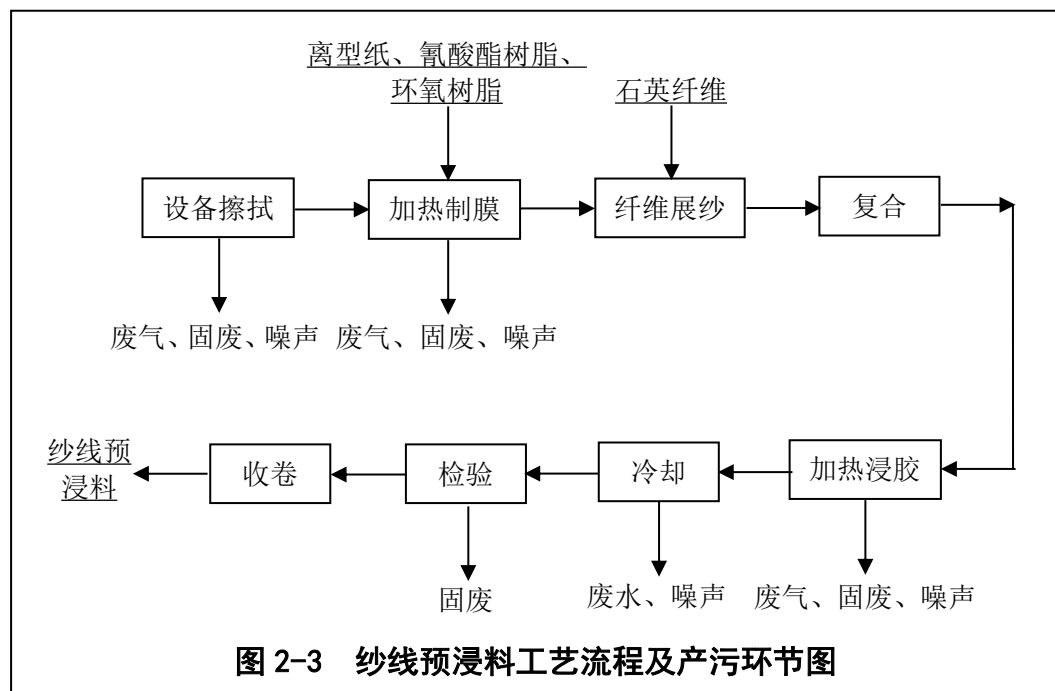 离型纸、氰酸酯树脂、
环氧树脂
石英纤维
设备擦拭
加热制膜
纤维展纱
复合
废气、固废、噪声
废气、固废、噪声
纱线预
浸料
收卷
检验
冷却
加热浸胶
固废
废水、噪声
废气、固废、噪声
图 2-3 纱线预浸料工艺流程及产污环节图